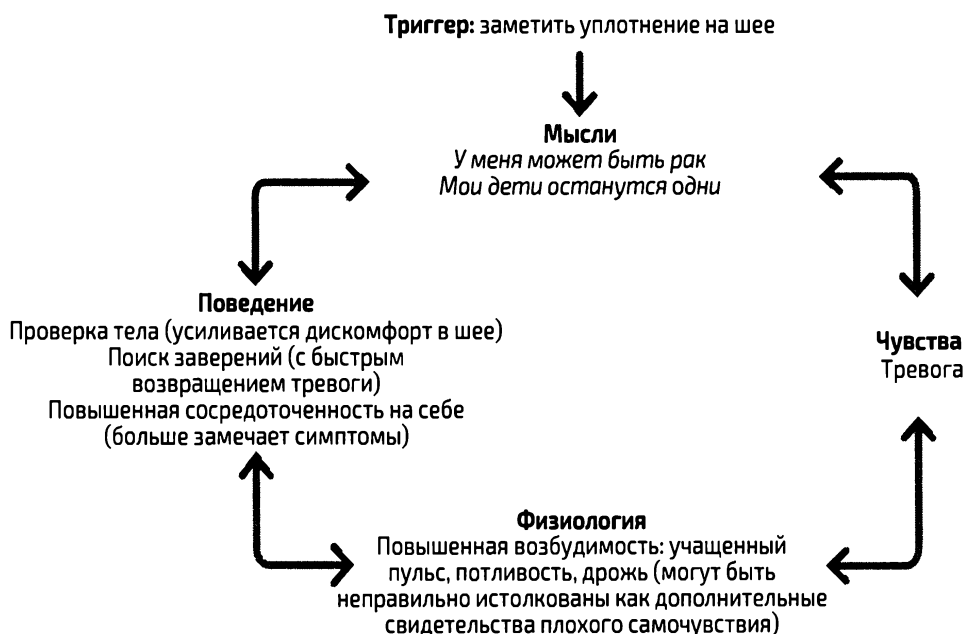 Триггер: заметить уплотнение на шее
Мысли
У меня может быть рак
Мои дети останутся одни
Поведение
Проверка тела (усиливается дискомфорт в шее)
Поиск заверений (с быстрым
возвращением тревоги)
Повышенная сосредоточенность на себе
(больше замечает симптомы)
Чувства
Тревога
Физиология
Повышенная возбудимость: учащенный
пульс, потливость, дрожь (могут быть
неправильно истолкованы как дополнительные
свидетельства плохого самочувствия)